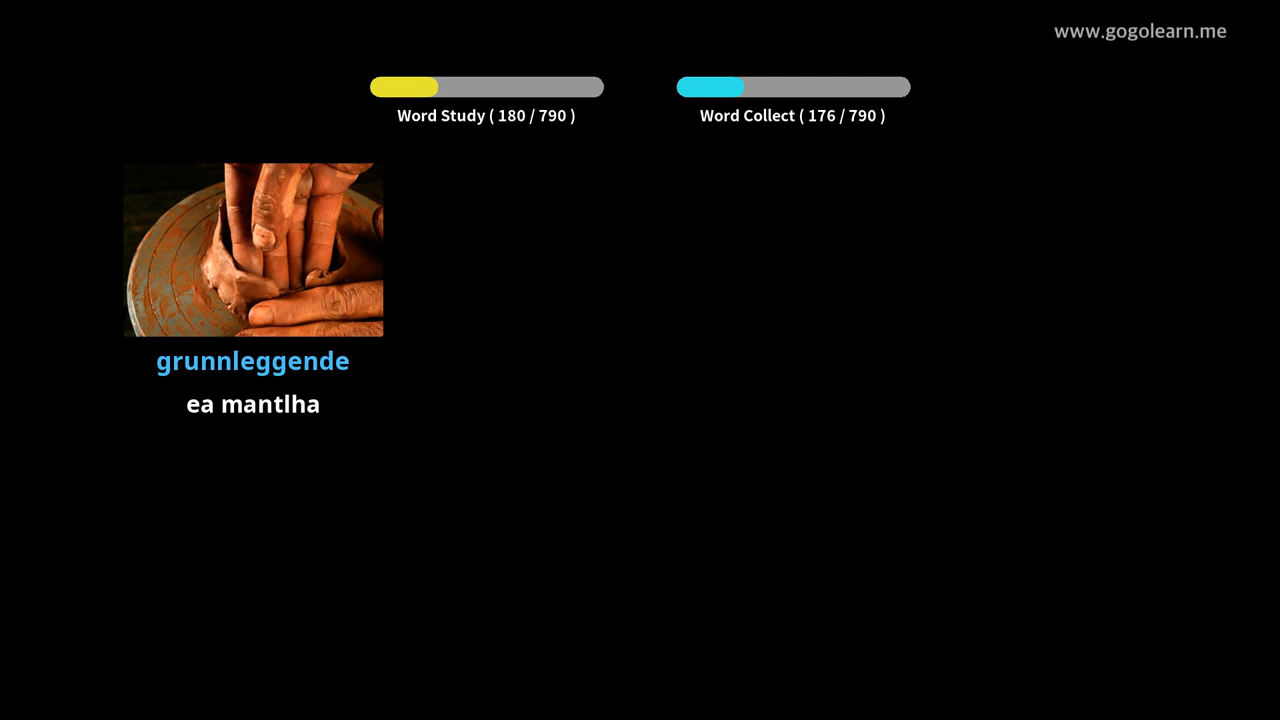 www.gogolearn.me
Word Study ( 180 / 790 )
Word Collect ( 176 / 790 )
grunnleggende
ea mantlha